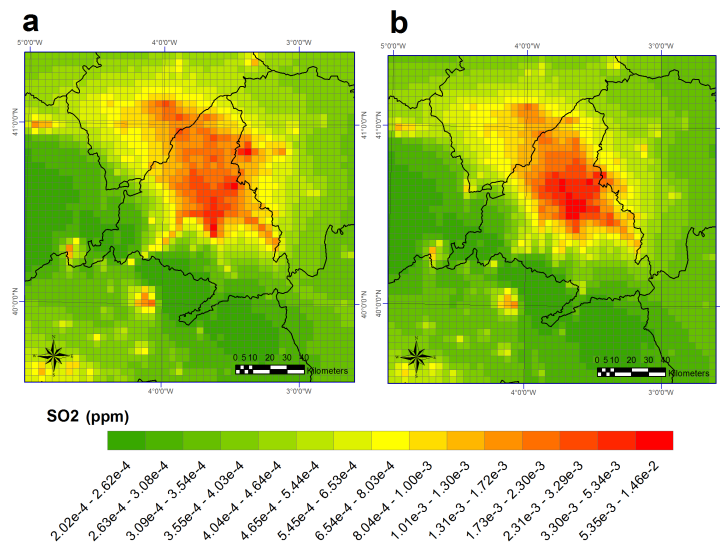 a
b
5°0'0"W 4°0'0"W 3°0'0"W
5°0'0"W 4°0'0"W 3°0'0"W
41°0'0"N
41°0'0"N
40°0'0"N
40°0'0"N
0 5 10 20 30 40
Kilometers
0 5 10 20 30 40
Kilometers
4°0'0"W 3°0'0"W
4°0'0"W 3°0'0"W
SO2 (ppm)
2.02e-4 - 2.62e-4
2.63e-4 - 3.08e-4
3.09e-4 - 3.54e-4
3.55e-4 - 4.03e-4
4.04e-4 - 4.64e-4
4.65e-4 - 5.44e-4
5.45e-4 - 6.53e-4
6.54e-4 - 8.03e-4
8.04e-4 - 1.00e-3
1.01e-3 - 1.30e-3
1.31e-3 - 1.72e-3
1.73e-3 - 2.30e-3
2.31e-3 - 3.29e-3
3.30e-3 - 5.34e-3
5.35e-3 - 1.46e-2